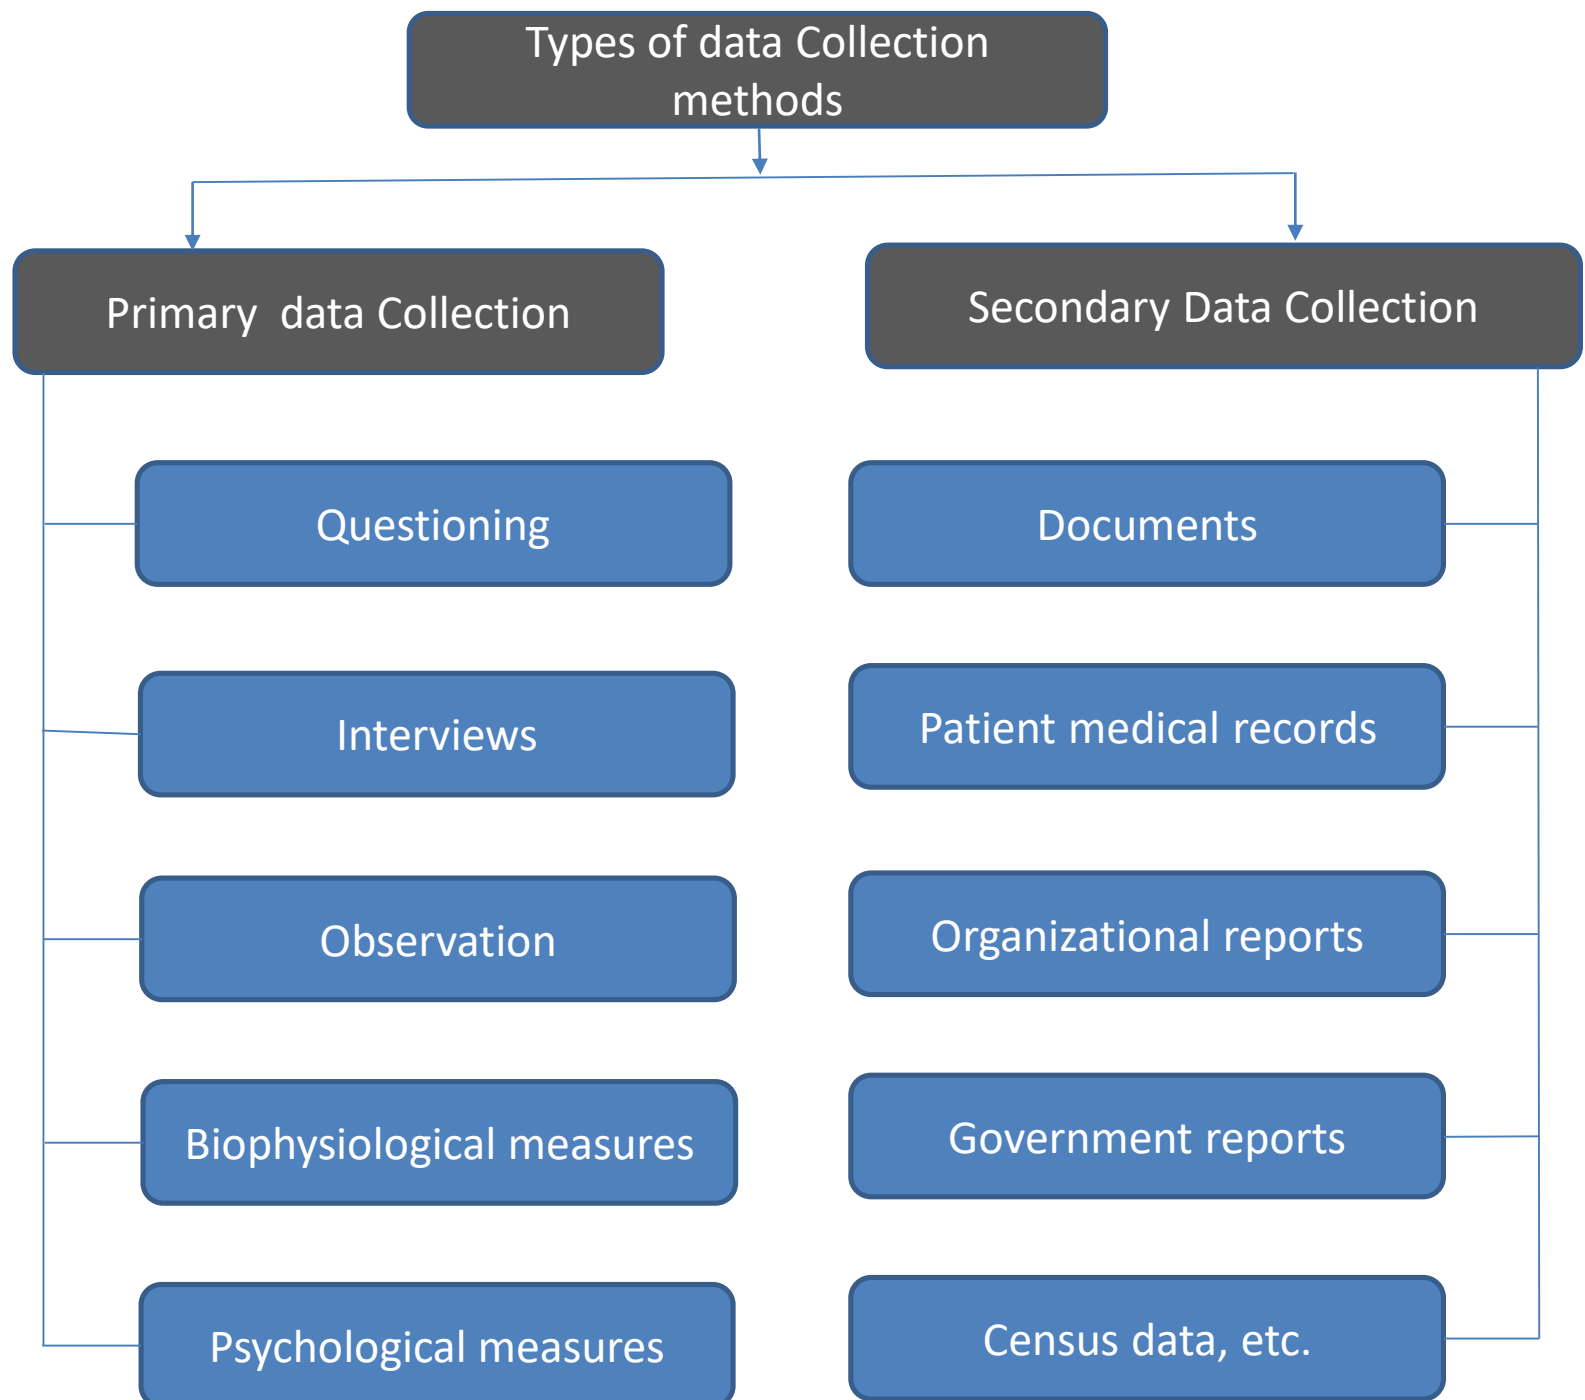 Types of data Collection
methods
Primary data Collection
Secondary Data Collection
Questioning
Documents
Interviews
Patient medical records
Observation
Organizational reports
Biophysiological measures
Government reports
Psychological measures
Census data, etc.